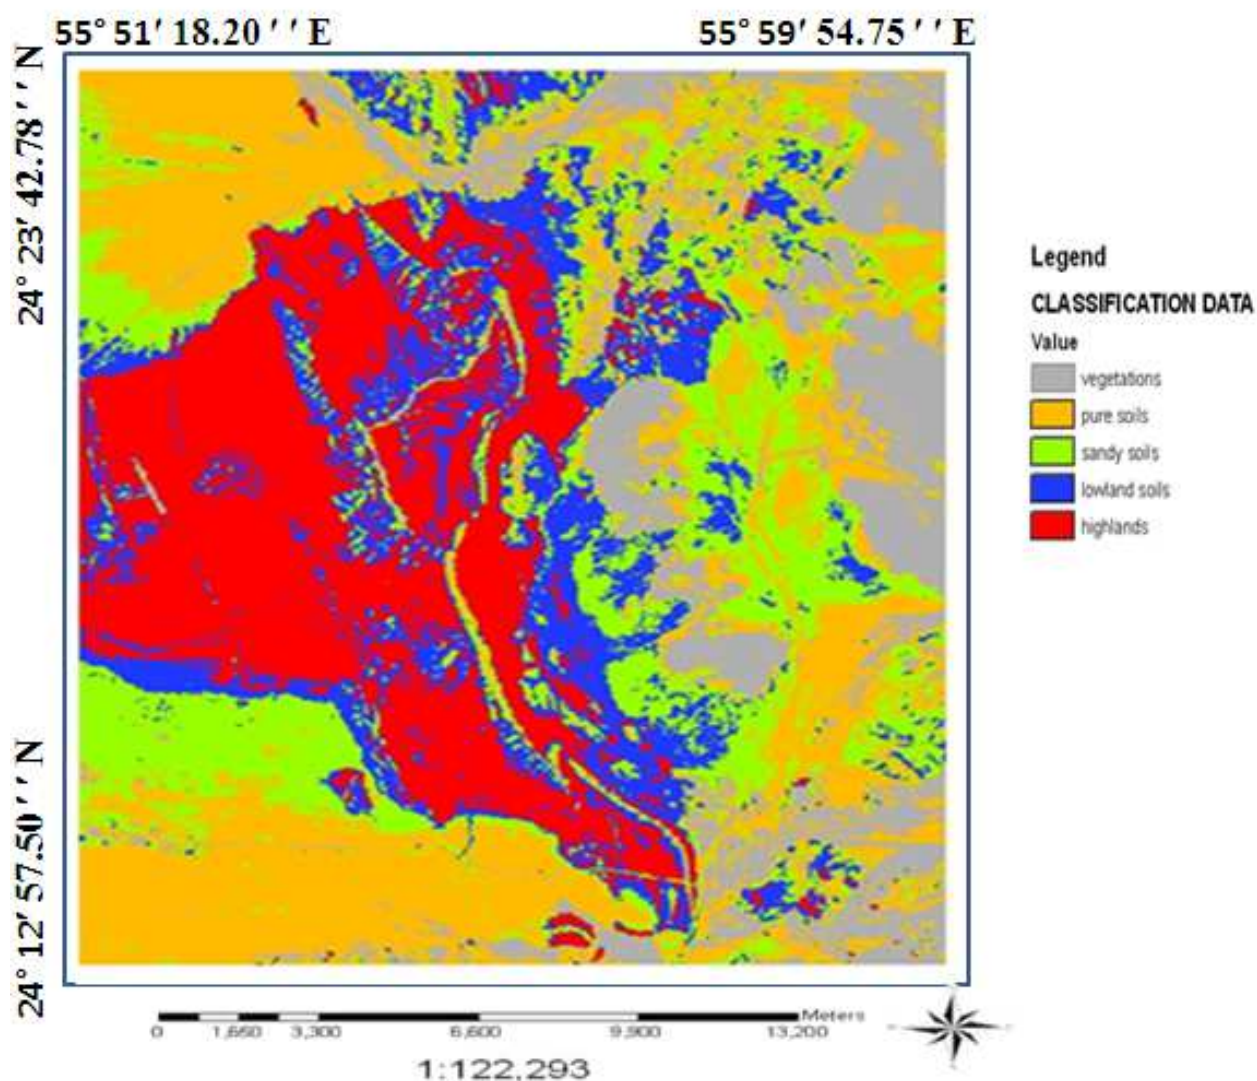 55° 51′ 18.20 ′ ′ E
55° 59′ 54.75 ′ ′ E
24° 23′ 42.78 ′ ′ N
24° 12′ 57.50 ′ ′ N
Legend
CLASSIFICATION DATA
Value
vegetations
pure soils
sandy soils
lowland soils
highlands
Meters
0 1,650 3,300 6,600 9,900 13,200
1:122,293